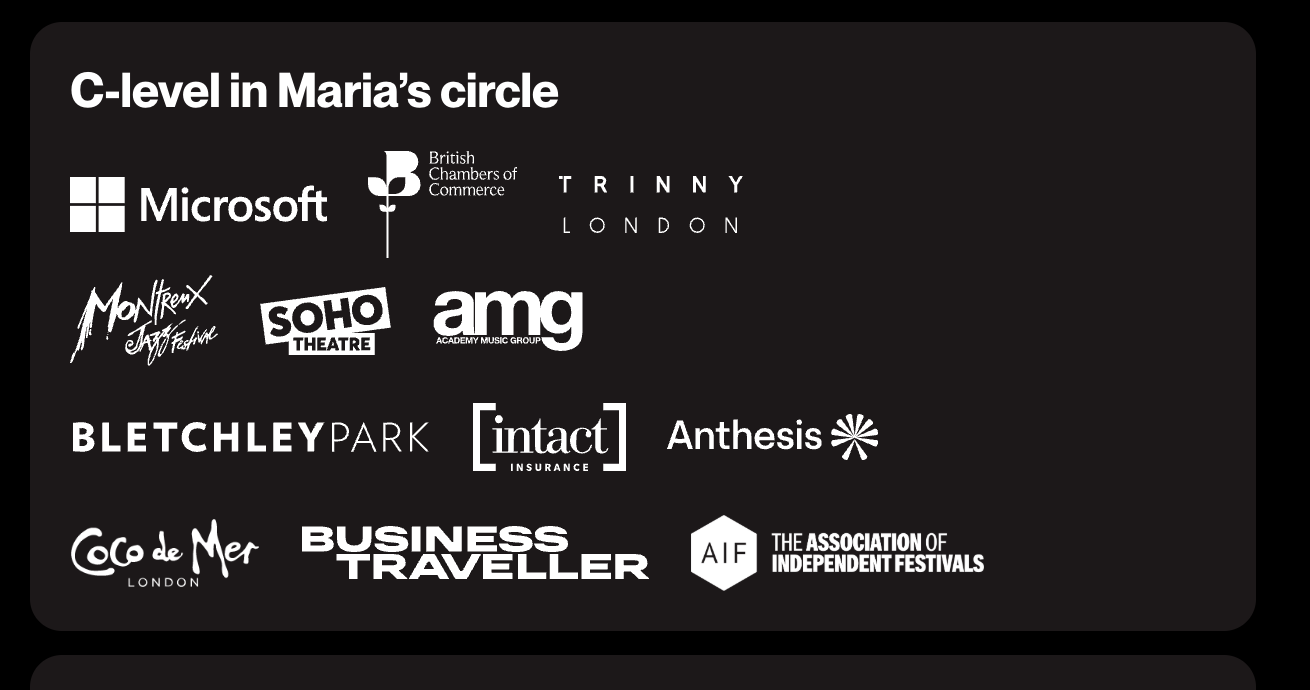 C-level in Maria’s circle
Microsoft
British
Chambers of
Commerce
TRINNY
LONDON
MONTREUX
JAZZ Festival
SOHO
THEATRE
amg
ACADEMY MUSIC GROUP
BLETCHLEYPARK
[intact]
INSURANCE
Anthesis
Coco de Mer
LONDON
BUSINESS
TRAVELLER
AIF
THE ASSOCIATION OF
INDEPENDENT FESTIVALS